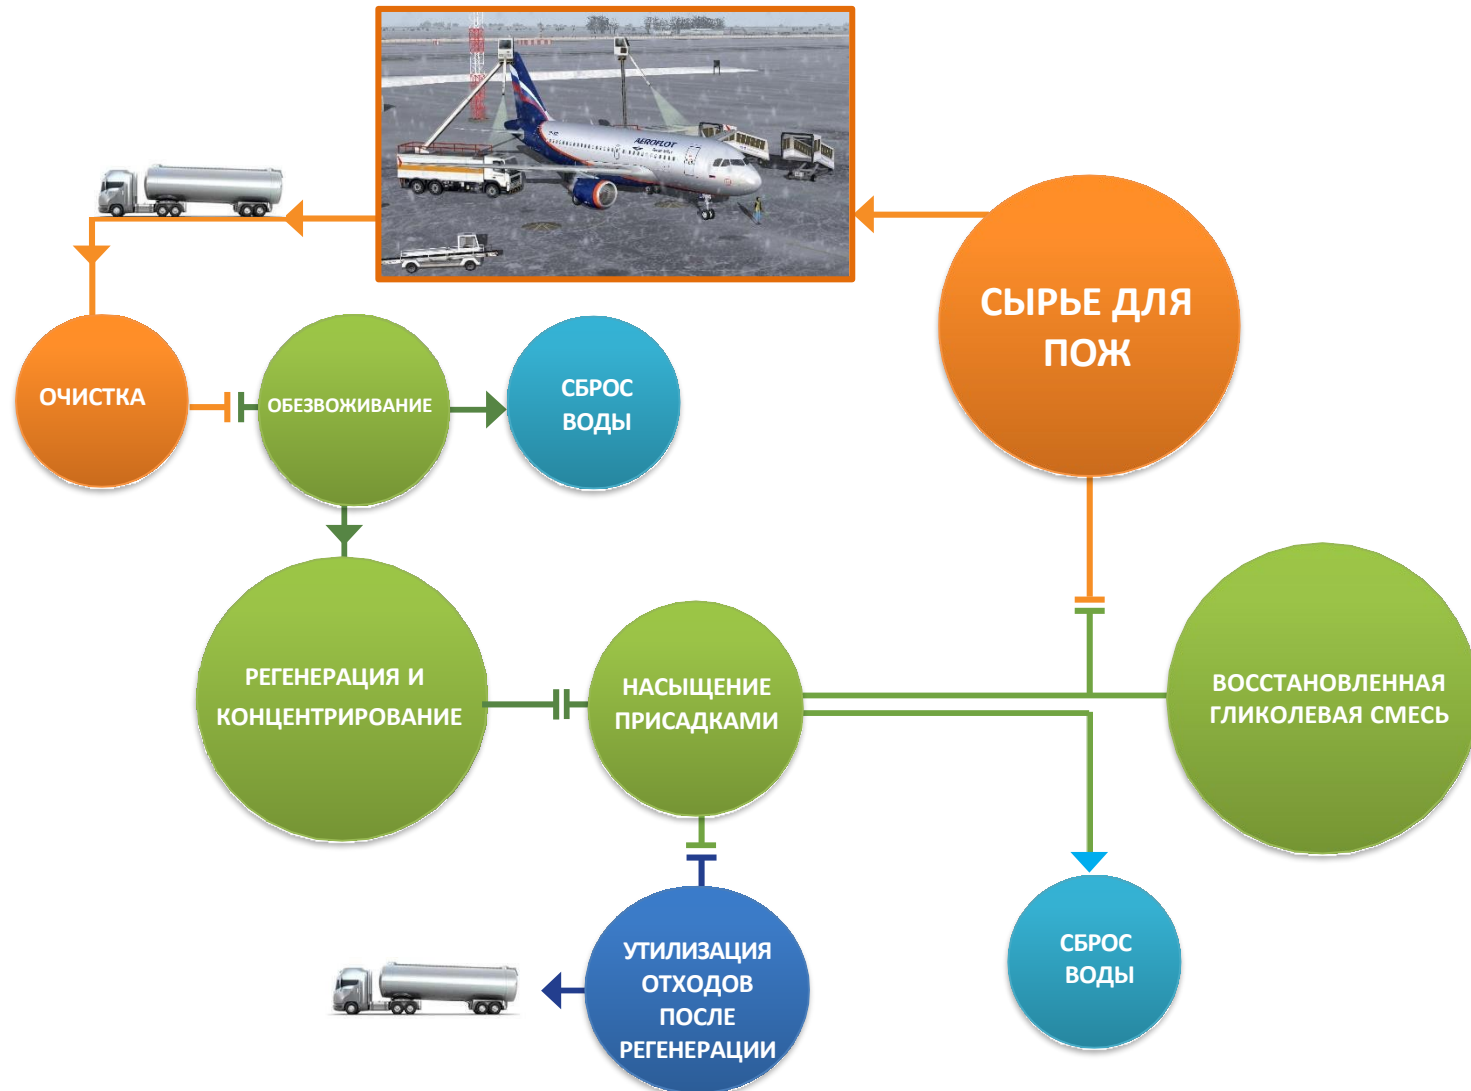 AEROFLOT
СЫРЬЕ ДЛЯ
ПОЖ
ОЧИСТКА
ОБЕЗВОЖИВАНИЕ
СБРОС
ВОДЫ
РЕГЕНЕРАЦИЯ И
КОНЦЕНТРИРОВАНИЕ
НАСЫЩЕНИЕ
ПРИСАДКАМИ
ВОССТАНОВЛЕННАЯ
ГЛИКОЛЕВАЯ СМЕСЬ
УТИЛИЗАЦИЯ
ОТХОДОВ
ПОСЛЕ
РЕГЕНЕРАЦИИ
СБРОС
ВОДЫ